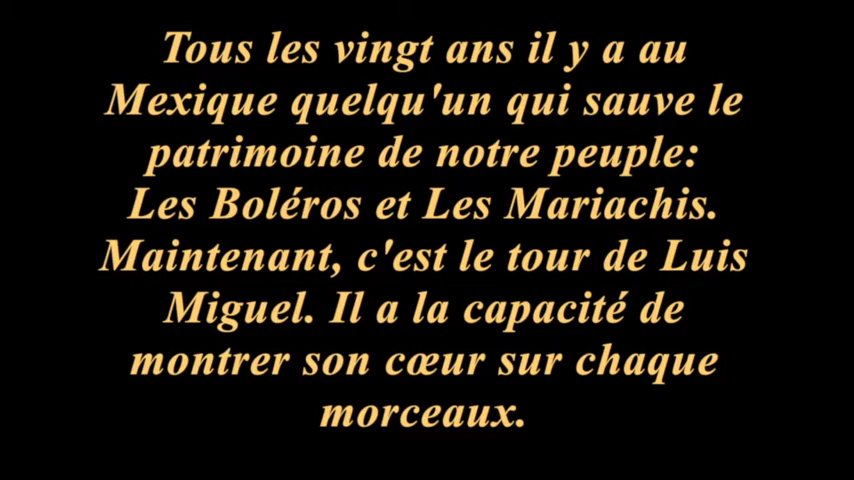 Tous les vingt ans il y a au
Mexique quelqu'un qui sauve le
patrimoine de notre peuple:
Les Boléros et Les Mariachis.
Maintenant, c'est le tour de Luis
Miguel. Il a la capacité de
montrer son cœur sur chaque
morceaux.